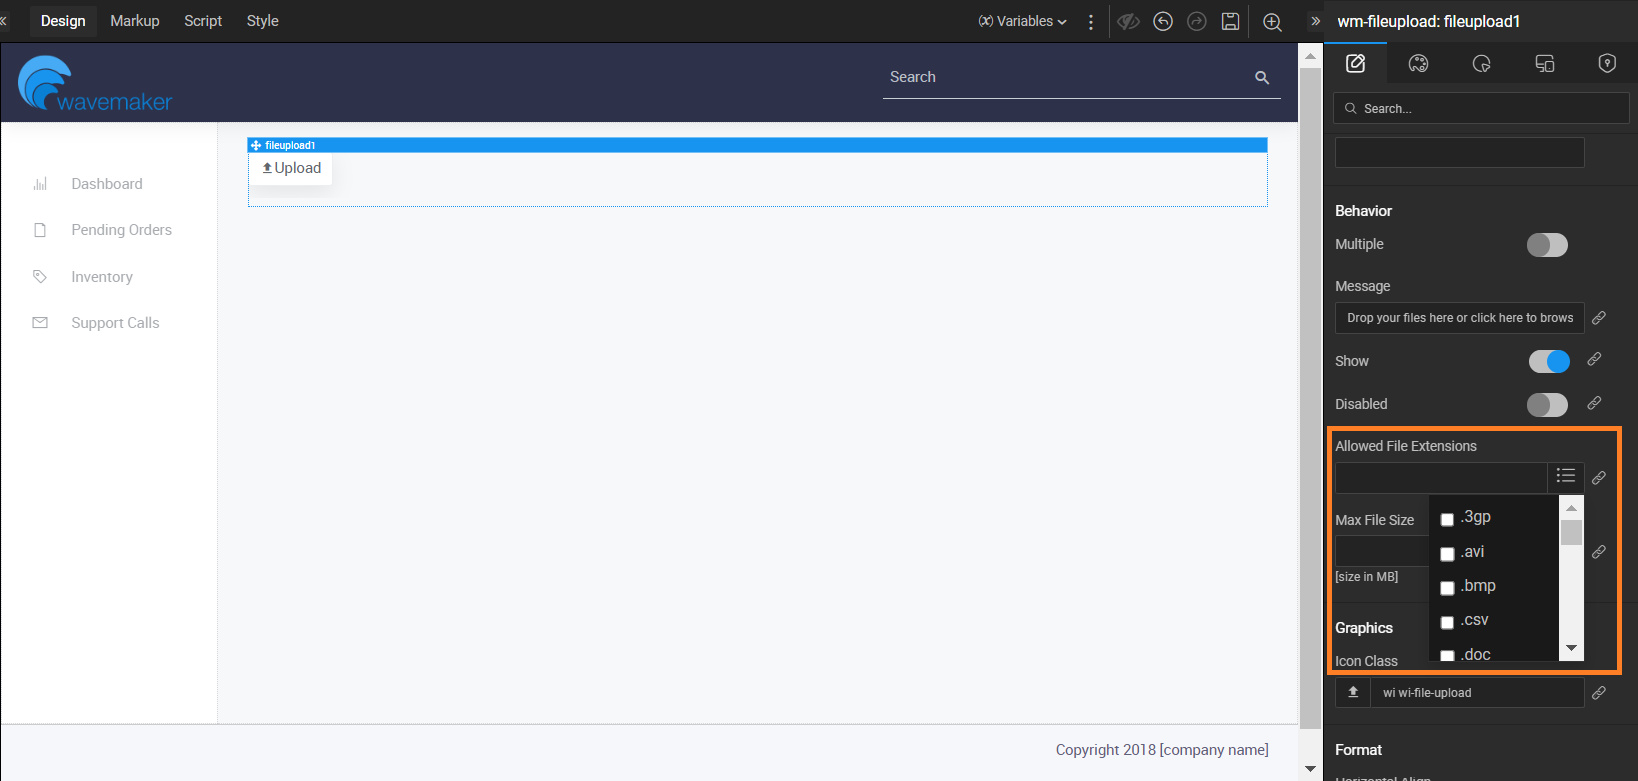 Design Markup Script Style
(x) Variables
wm-fileupload: fileupload1
wavemaker
Search
Search...
fileupload1
Upload
Dashboard
Pending Orders
Inventory
Support Calls
Behavior
Multiple
Message
Drop your files here or click here to brows
Show
Disabled
Allowed File Extensions
.3gp
Max File Size
.avi
[size in MB]
.bmp
.csv
Graphics
.doc
Icon Class
wi wi-file-upload
Format
Horizontal Align
Copyright 2018 [company name]